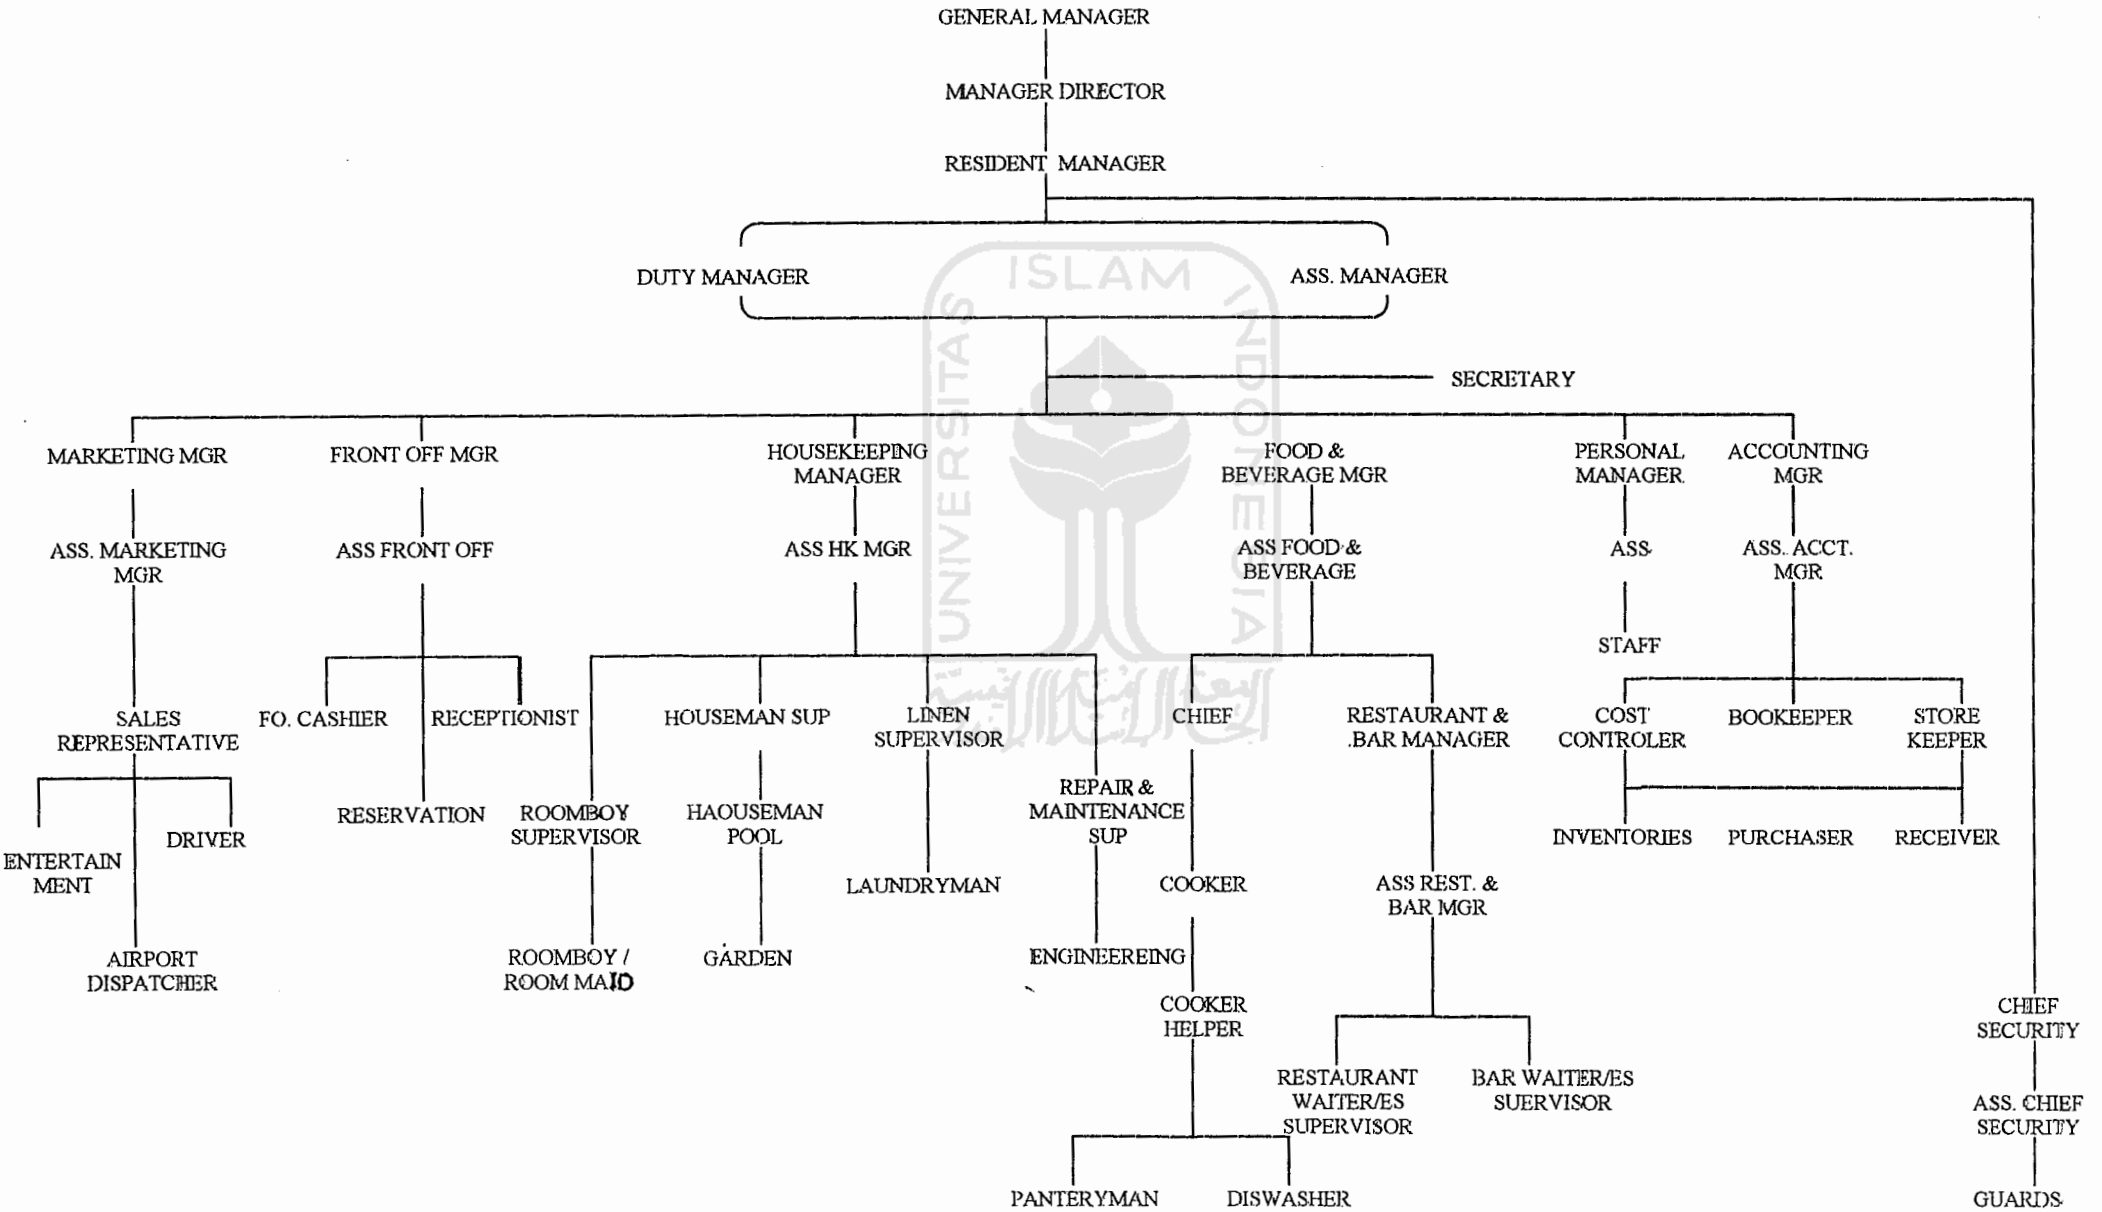 GENERAL MANAGER
MANAGER DIRECTOR
RESIDENT MANAGER
DUTY MANAGER
ASS. MANAGER
UNIVERSITAS
ISLAM
INDONESIA
SECRETARY
MARKETING MGR
FRONT OFF MGR
HOUSEKEEPING
MANAGER
FOOD &
BEVERAGE MGR
PERSONAL
MANAGER
ACCOUNTING
MGR
ASS. MARKETING
MGR
ASS FRONT OFF
ASS HK MGR
ASS FOOD &
BEVERAGE
ASS
ASS. ACCT.
MGR
STAFF
SALES
REPRESENTATIVE
FO. CASHIER
RECEPTIONIST
HOUSEMAN SUP
LINEN
SUPERVISOR
CHIEF
RESTAURANT &
BAR MANAGER
COST
CONTROLER
BOOKEEPER
STORE
KEEPER
ENTERTAIN
MENT
DRIVER
RESERVATION
ROOMBOY
SUPERVISOR
HAOUSEMAN
POOL
REPAIR &
MAINTENANCE
SUP
INVENTORIES
PURCHASER
RECEIVER
LAUNDRYMAN
COOKER
ASS REST. &
BAR MGR
AIRPORT
DISPATCHER
ROOMBOY /
ROOM MAID
GARDEN
ENGINEEREING
COOKER
HELPER
CHIEF
SECURITY
RESTAURANT
WAITER/ES
SUPERVISOR
BAR WAITER/ES
SUERVISOR
ASS. CHIEF
SECURITY
PANTERYMAN
DISWASHER
GUARDS